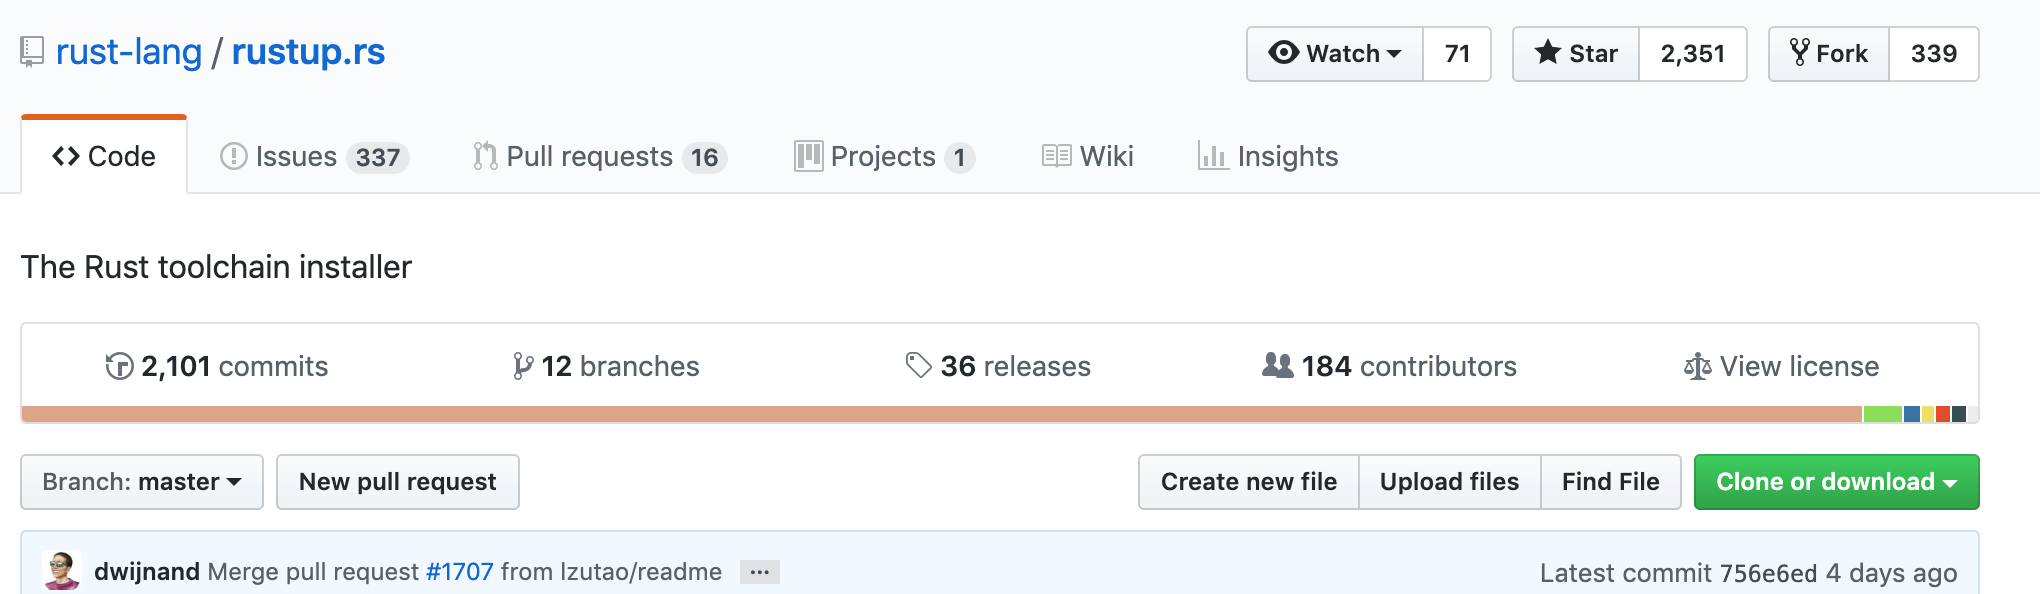 rust-lang / rustup.rs Watch 71 Star 2,351 Fork 339
Code Issues 337 Pull requests 16 Projects 1 Wiki Insights
The Rust toolchain installer
2,101 commits 12 branches 36 releases 184 contributors View license
Branch: master New pull request Create new file Upload files Find File Clone or download
dwijnand Merge pull request #1707 from lzutao/readme ... Latest commit 756e6ed 4 days ago